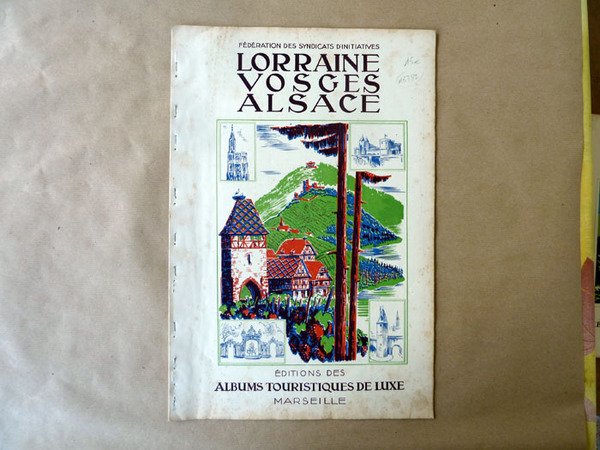 FÉDÉRATION DES SYNDICATS D'INITIATIVES
LORRAINE
VOSGES
ALSACE
ÉDITIONS DES
ALBUMS TOURISTIQUES DE LUXE
MARSEILLE